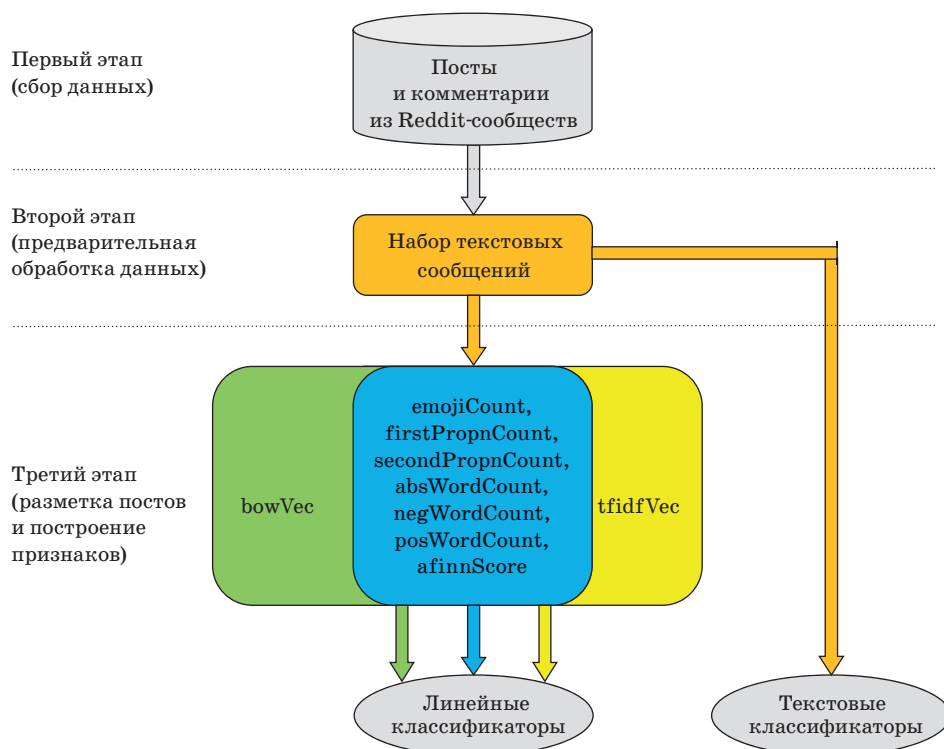 Первый этап
(сбор данных)
Посты
и комментарии
из Reddit-сообществ
Второй этап
(предварительная
обработка данных)
Набор текстовых
сообщений
Третий этап
(разметка постов
и построение
признаков)
bowVec
emojiCount,
firstPropnCount,
secondPropnCount,
absWordCount,
negWordCount,
posWordCount,
afinnScore
tfidfVec
Линейные
классификаторы
Текстовые
классификаторы